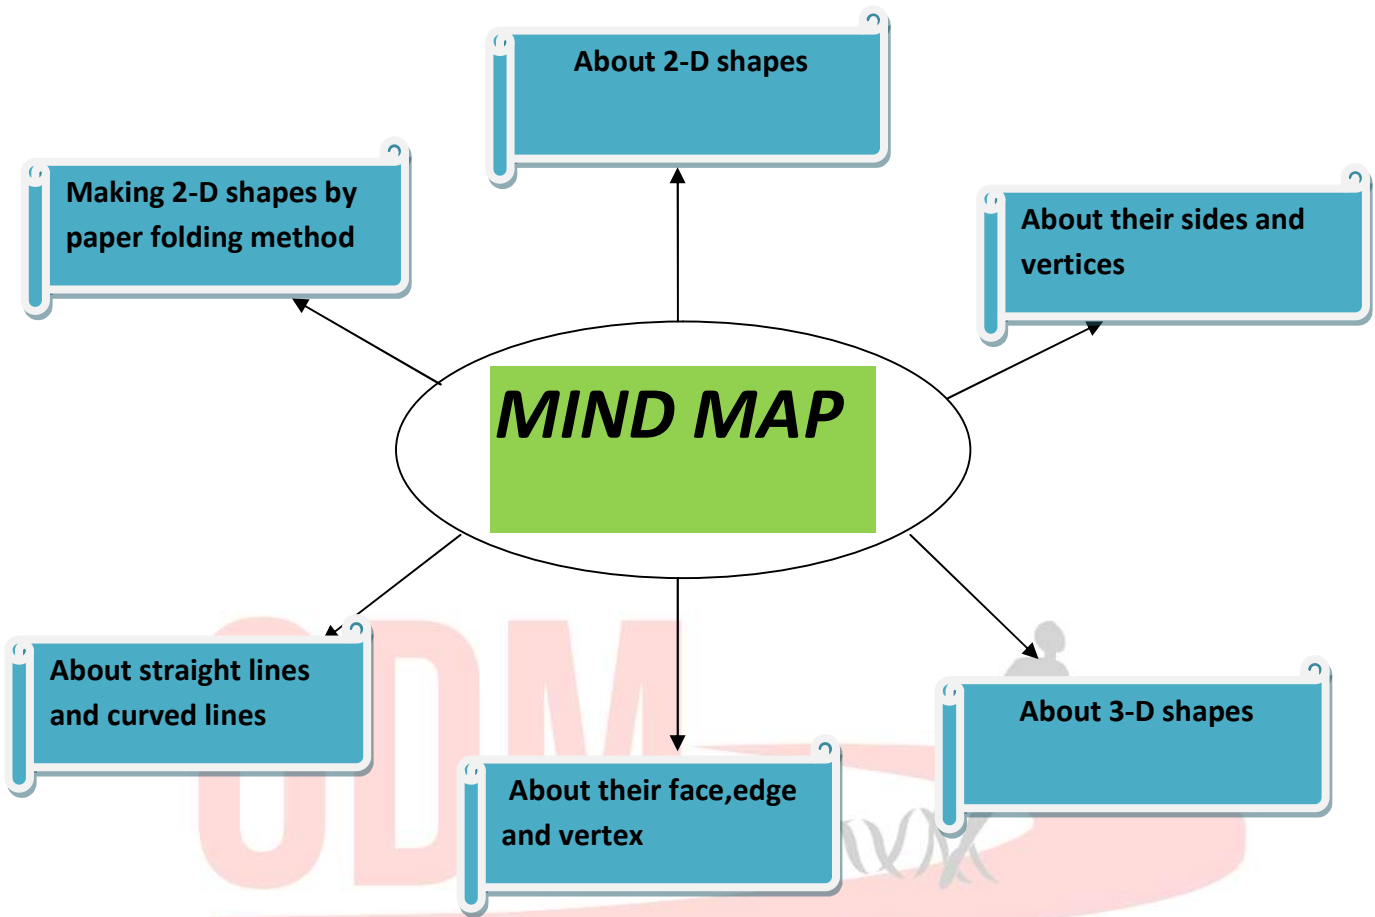 About 2-D shapes
Making 2-D shapes by
paper folding method
About their sides and
vertices
MIND MAP
About straight lines
and curved lines
About 3-D shapes
About their face,edge
and vertex
ODM